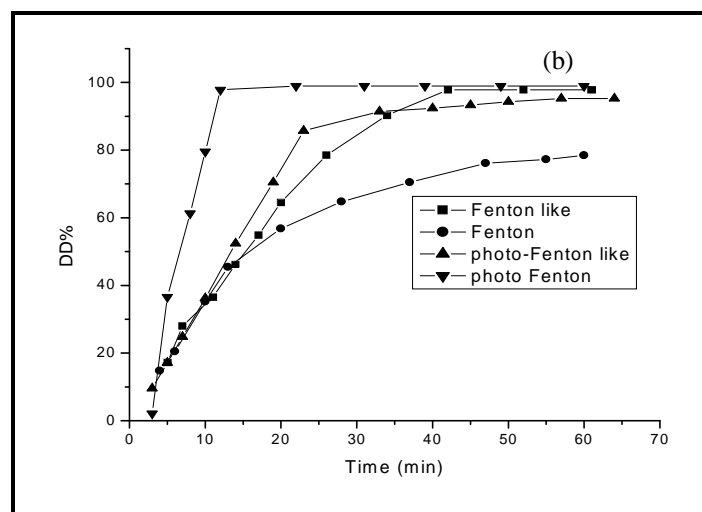 (b)
100
80
60
40
20
0
DD%
Fenton like
Fenton
photo-Fenton like
photo Fenton
0 10 20 30 40 50 60 70
Time (min)